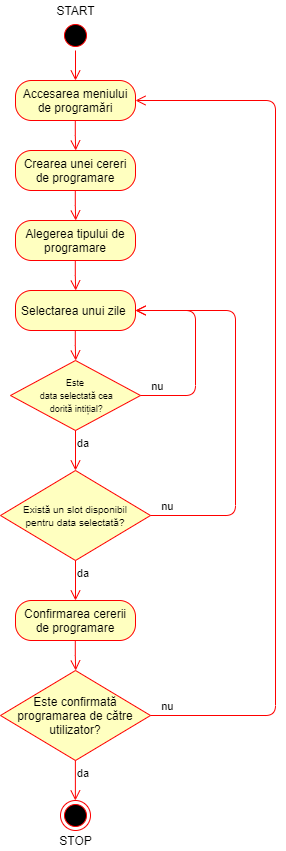 START
Accesarea meniului
de programări
Crearea unei cereri
de programare
Alegerea tipului de
programare
Selectarea unui zile
Este
data selectată cea
dorită intițial?
nu
da
Există un slot disponibil
pentru data selectată?
nu
da
Confirmarea cererii
de programare
Este confirmată
programarea de către
utilizator?
nu
da
STOP